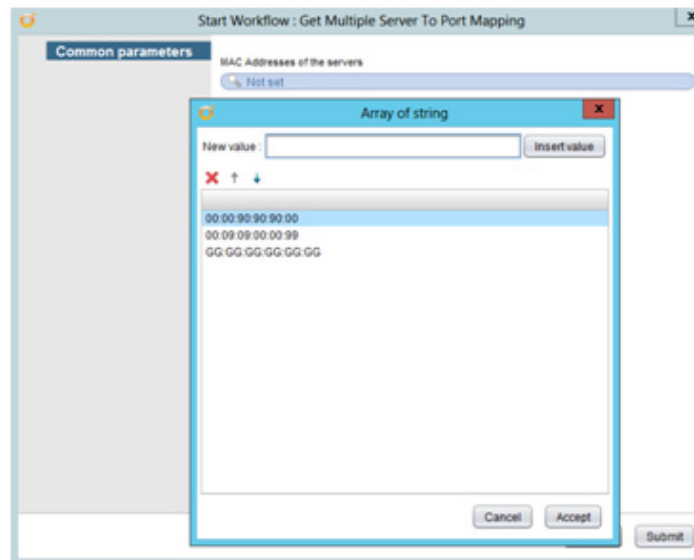 Start Workflow : Get Multiple Server To Port Mapping
x
Common parameters
MAC Addresses of the servers
Not set
Array of string
x
New value :
Insert value
00:00:90:90:90:00
00:09:09:00:00:99
GG:GG:GG:GG:GG:GG
Cancel
Accept
Submit